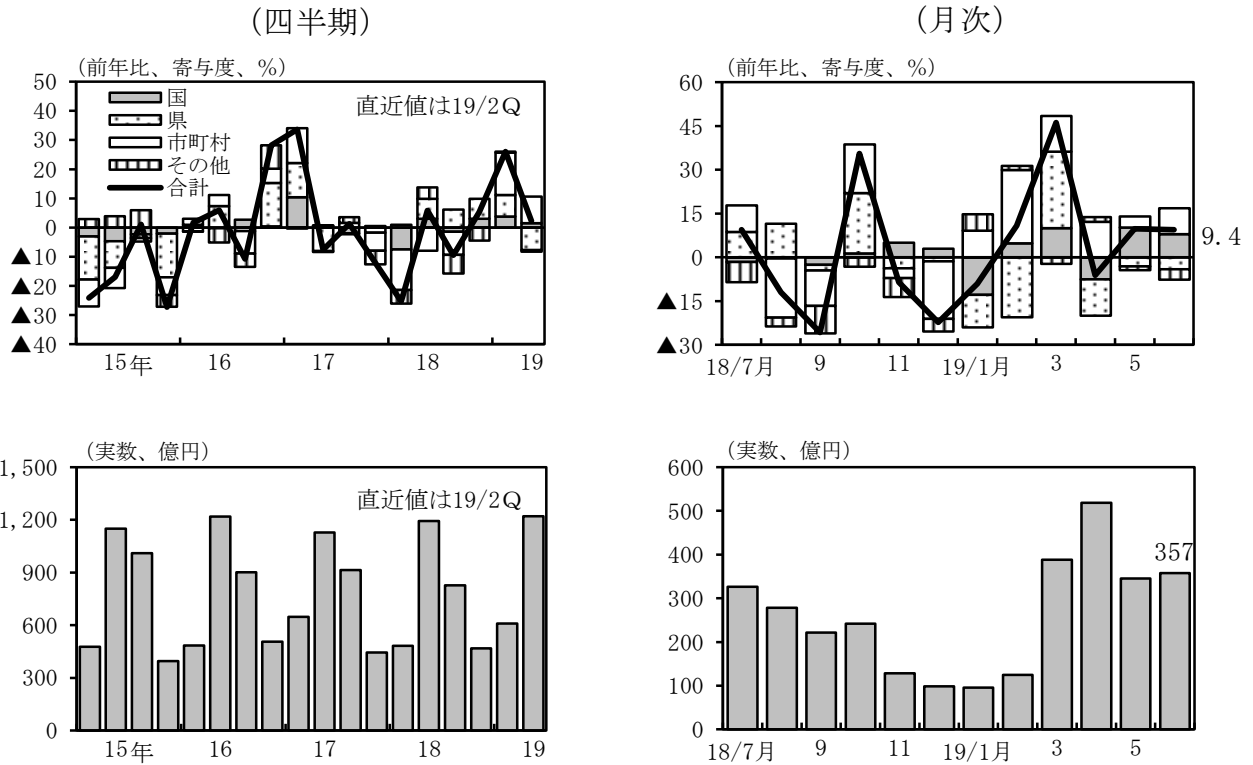 (四半期)
(前年比、寄与度、%)
50
40
30
20
10
0
▲ 10
▲ 20
▲ 30
▲ 40
国
県
市町村
その他
合計
直近値は19/2Q
15年 16 17 18 19
(月次)
(前年比、寄与度、%)
60
45
30
15
0
▲ 15
▲ 30
9.4
18/7月 9 11 19/1月 3 5
(実数、億円)
1,500
1,200
900
600
300
0
直近値は19/2Q
15年 16 17 18 19
(実数、億円)
600
500
400
300
200
100
0
357
18/7月 9 11 19/1月 3 5